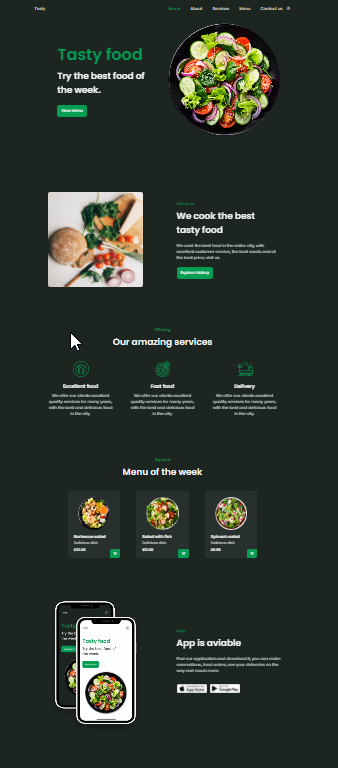 Tasty
Home About Services Menu Contact us
Tasty food
Try the best food of
the week.
View Menu
About us
We cook the best
tasty food
We cook the best food in the entire city, with
excellent customer service, the best meals and at
the best price, visit us.
Explore history
Offering
Our amazing services
Excellent food
We offer our clients excellent
quality services for many years,
with the best and delicious food
in the city.
Fast food
We offer our clients excellent
quality services for many years,
with the best and delicious food
in the city.
Delivery
We offer our clients excellent
quality services for many years,
with the best and delicious food
in the city.
Special
Menu of the week
Barbecue salad
Delicious dish
$22.00
Salad with fish
Delicious dish
$12.00
Spinach salad
Delicious dish
$9.50
Tasty food
Try the best food of
the week.
App
App is aviable
Find our application and download it, you can make
reservations, food orders, see your deliveries on the
way and much more.
App Store
Google Play